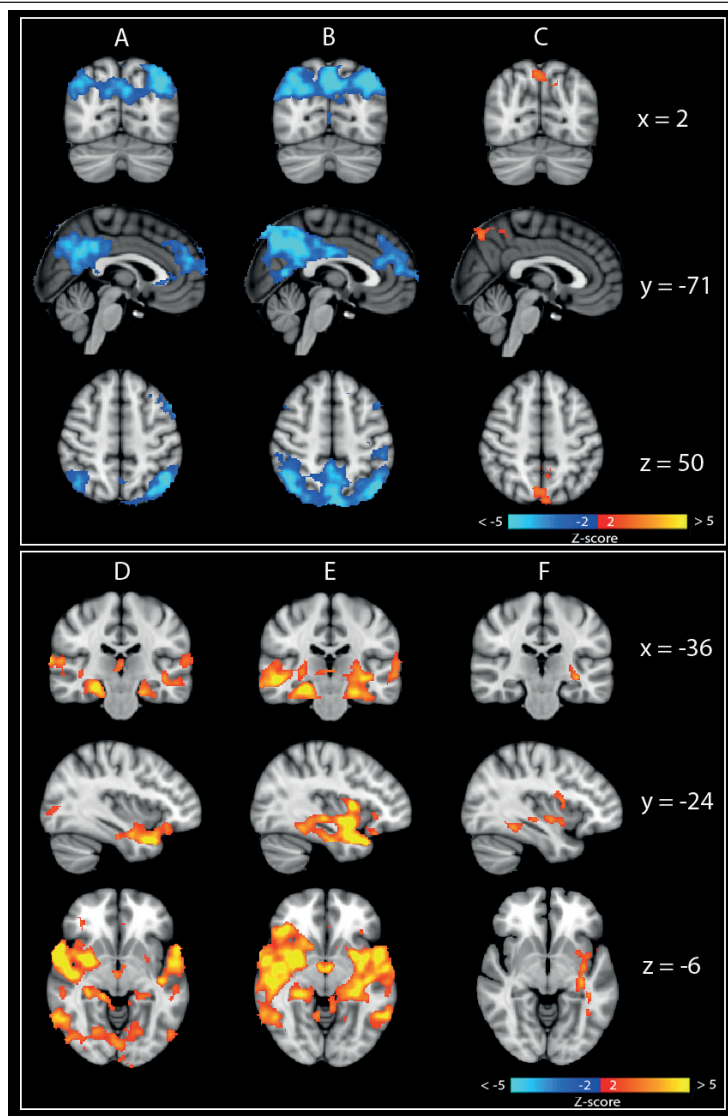 A B C
x = 2
y = -71
z = 50
< -5 -2 2 > 5
Z-score
D E F
x = -36
y = -24
z = -6
< -5 -2 2 > 5
Z-score